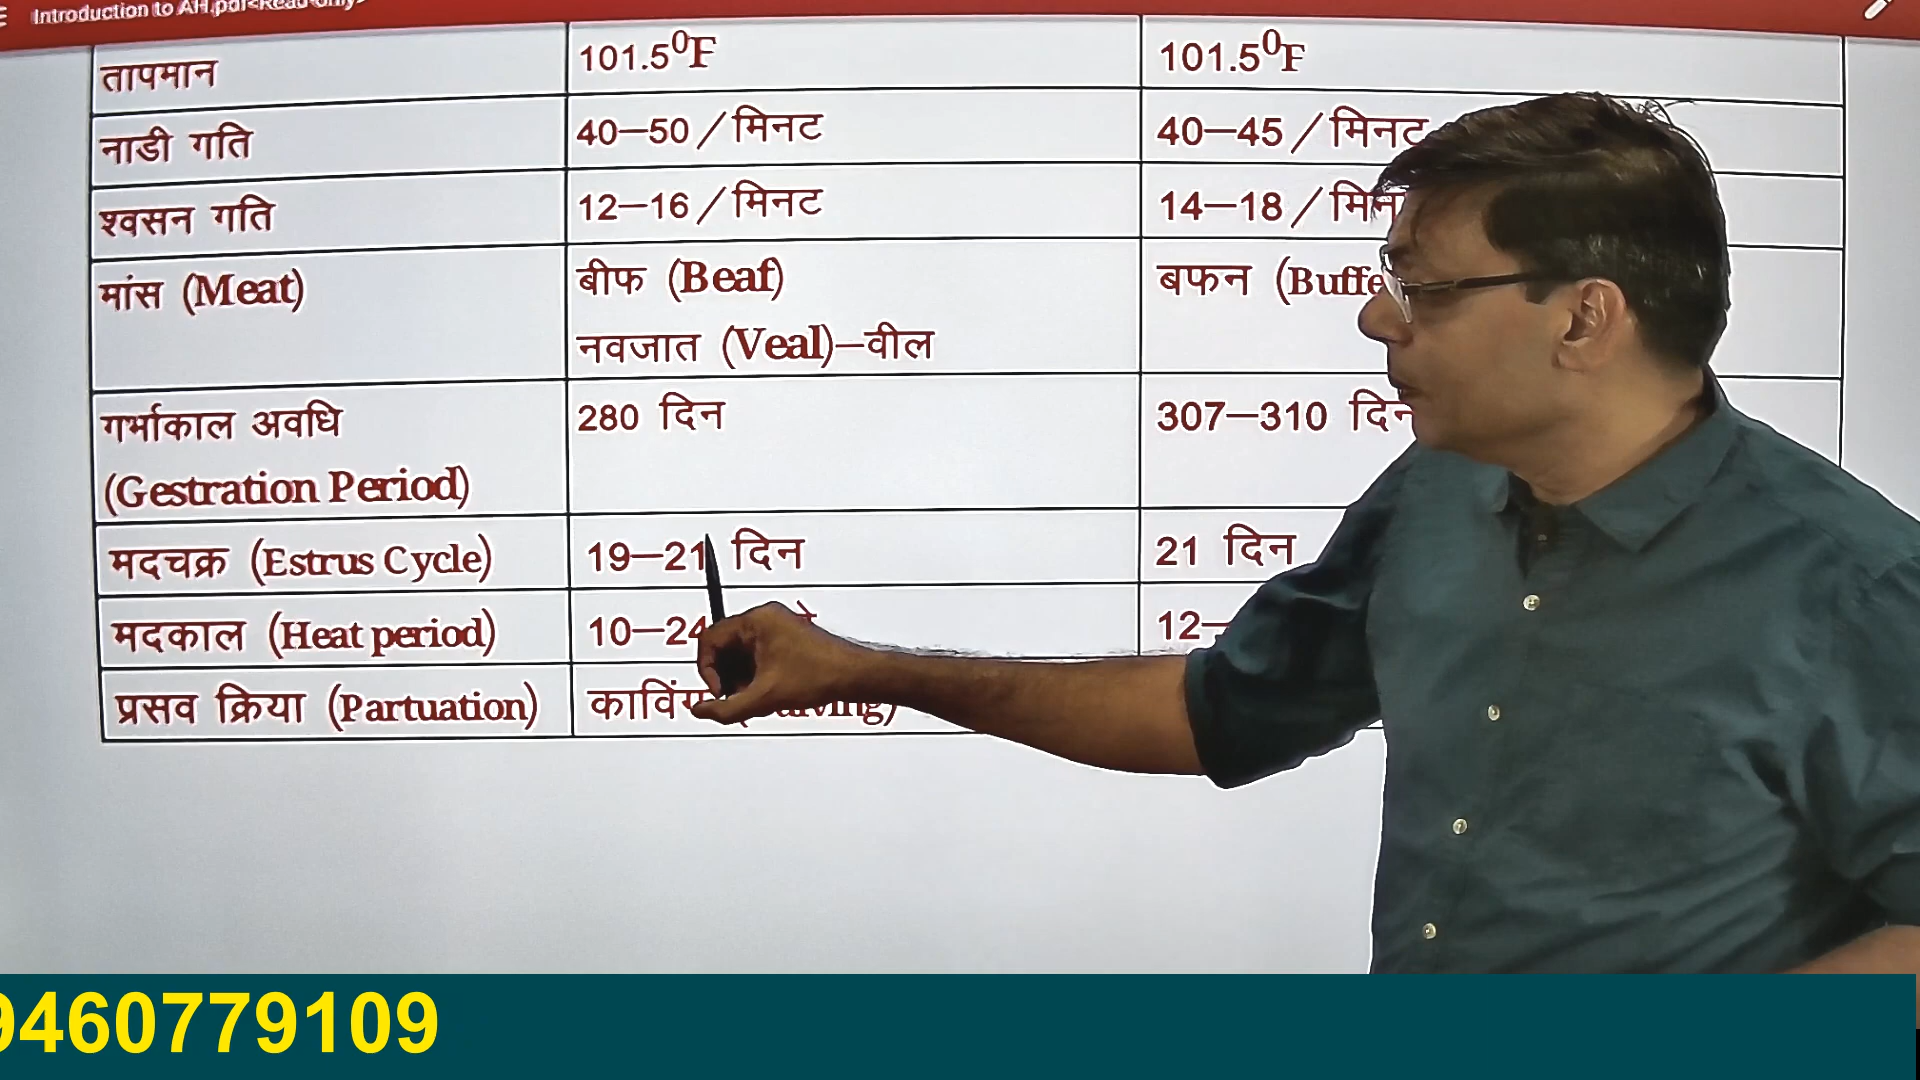 Introduction to AH.pdf<Read-only>
तापमान 101.5⁰F 101.5⁰F
नाडी गति 40–50/मिनट 40–45/मिनट
श्वसन गति 12–16/मिनट 14–18/मिन
मांस (Meat) बीफ (Beaf) बफन (Buffe
नवजात (Veal)–वील
गर्भाकाल अवधि 280 दिन 307–310 दिन
(Gestration Period)
मदचक्र (Estrus Cycle) 19–21 दिन 21 दिन
मदकाल (Heat period) 10–24 12–
प्रसव क्रिया (Partuation) काविंग
9460779109